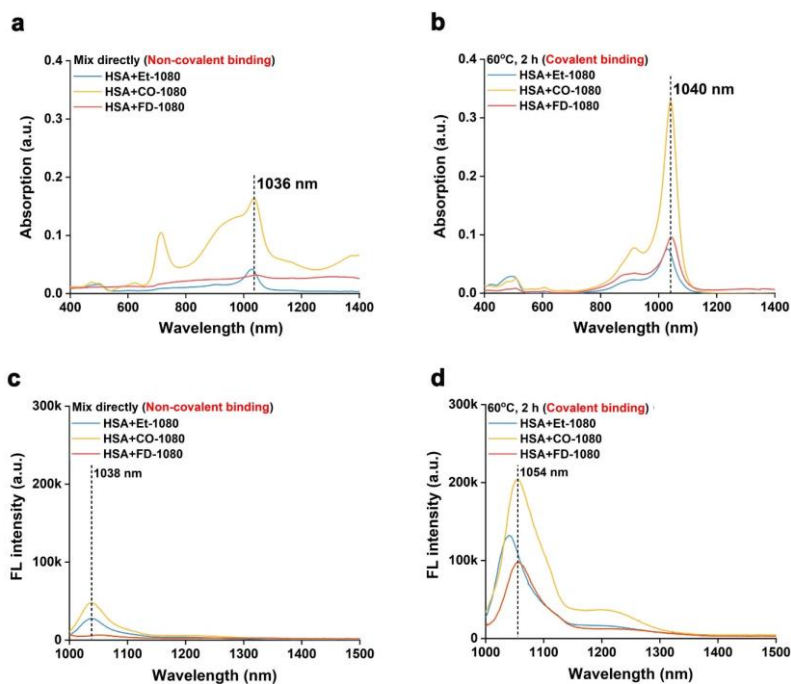 a
Mix directly (Non-covalent binding)
HSA+Et-1080
HSA+CO-1080
HSA+FD-1080
1036 nm
Absorption (a.u.)
0.4
0.3
0.2
0.1
0.0
400 600 800 1000 1200 1400
Wavelength (nm)
b
60°C, 2 h (Covalent binding)
HSA+Et-1080
HSA+CO-1080
HSA+FD-1080
1040 nm
Absorption (a.u.)
0.4
0.3
0.2
0.1
0.0
400 600 800 1000 1200 1400
Wavelength (nm)
c
Mix directly (Non-covalent binding)
HSA+Et-1080
HSA+CO-1080
HSA+FD-1080
1038 nm
FL intensity (a.u.)
300k
200k
100k
0
1000 1100 1200 1300 1400 1500
Wavelength (nm)
d
60°C, 2 h (Covalent binding)
HSA+Et-1080
HSA+CO-1080
HSA+FD-1080
1054 nm
FL intensity (a.u.)
300k
200k
100k
0
1000 1100 1200 1300 1400 1500
Wavelength (nm)